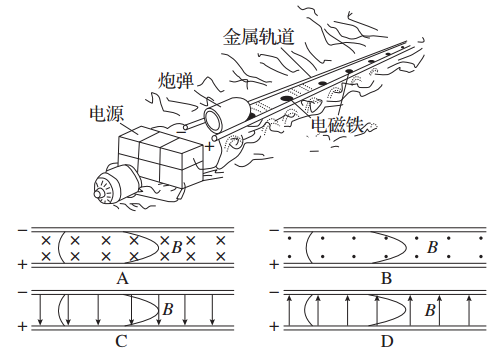 金属轨道
炮弹
电源
电磁铁
−
+
− × × × × × ×
B
+ × × × × × ×
A
− · · · · · · ·
B
+ · · · · · · ·
B
−
B
+
C
−
B
+
D